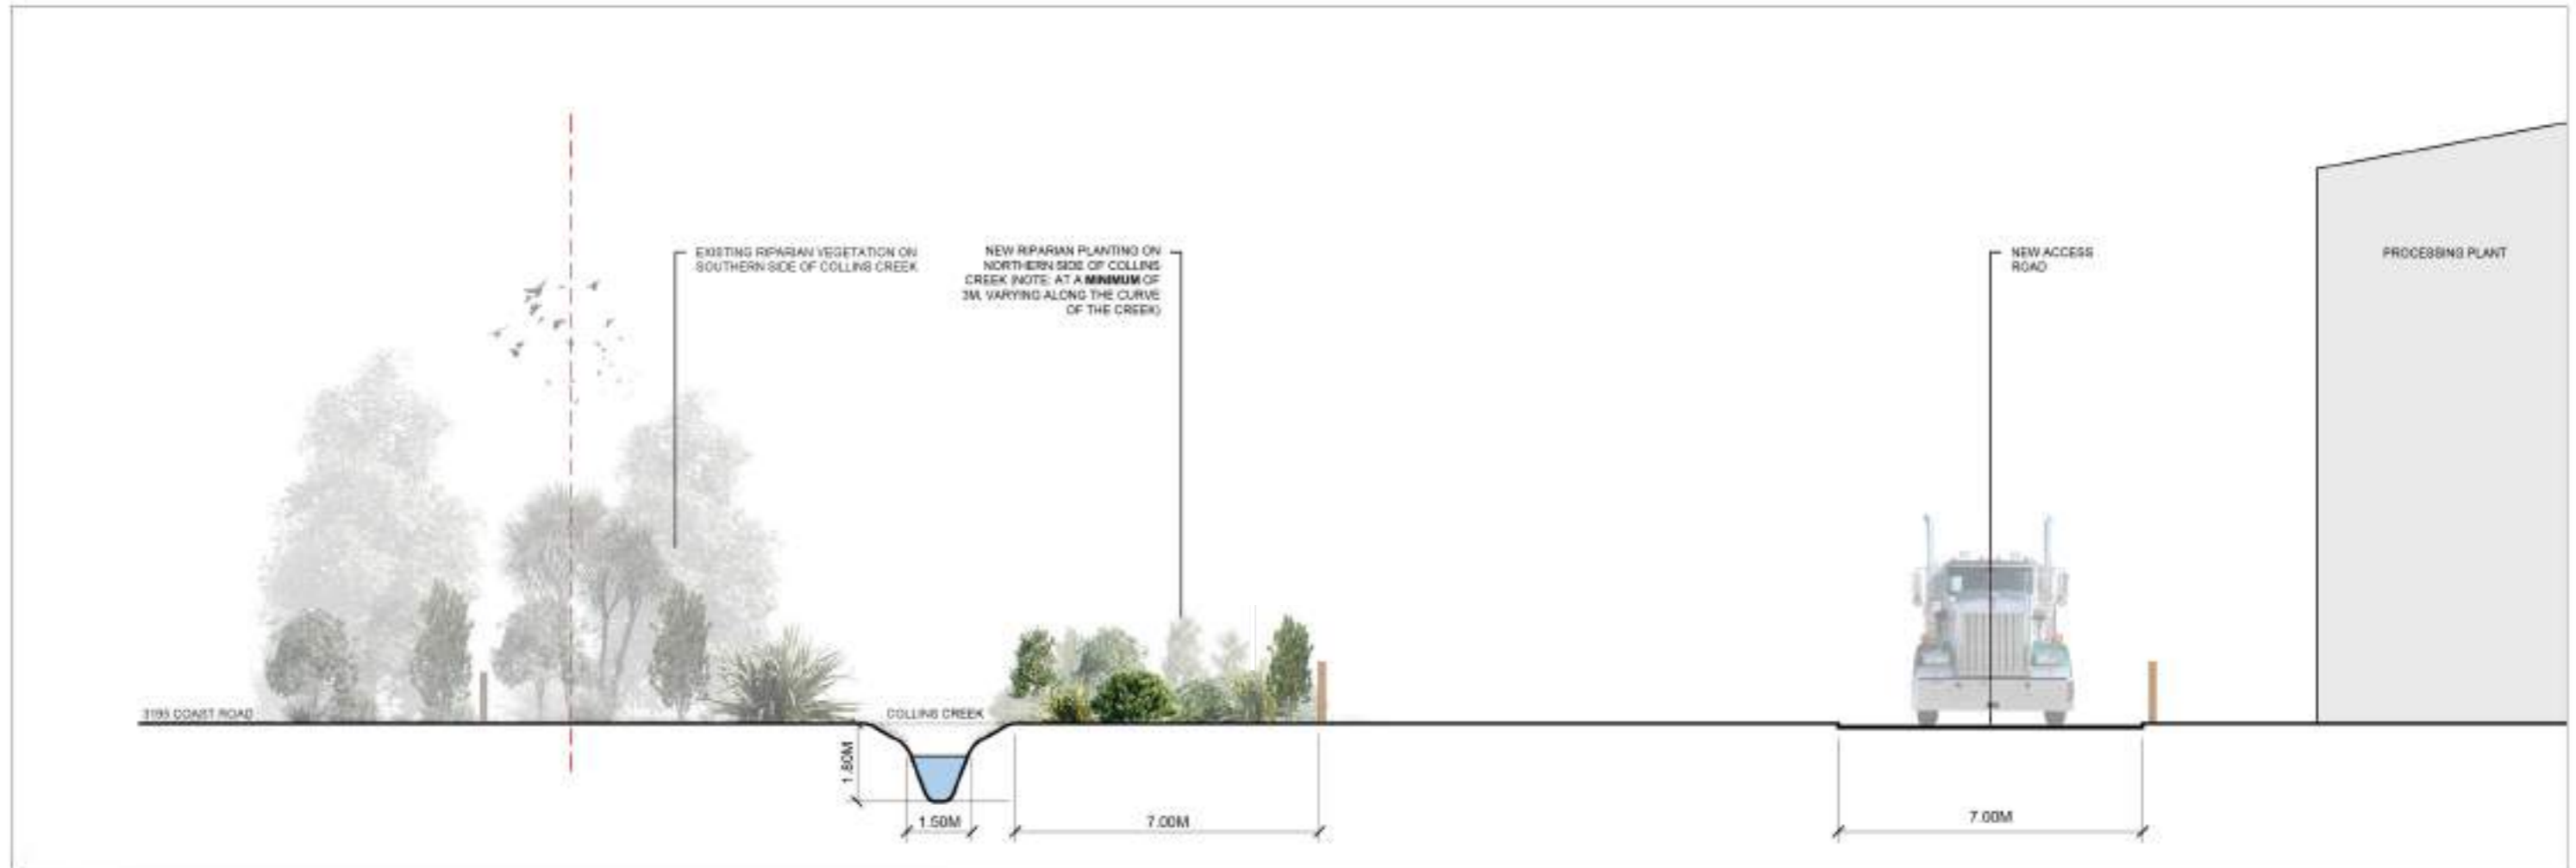 EXISTING RIPARIAN VEGETATION ON
SOUTHERN SIDE OF COLLINS CREEK
NEW RIPARIAN PLANTING ON
NORTHERN SIDE OF COLLINS
CREEK (NOTE: AT A MINIMUM OF
3M, VARYING ALONG THE CURVE
OF THE CREEK)
NEW ACCESS
ROAD
PROCESSING PLANT
3195 COAST ROAD
COLLINS CREEK
1.80M
1.50M
7.00M
7.00M